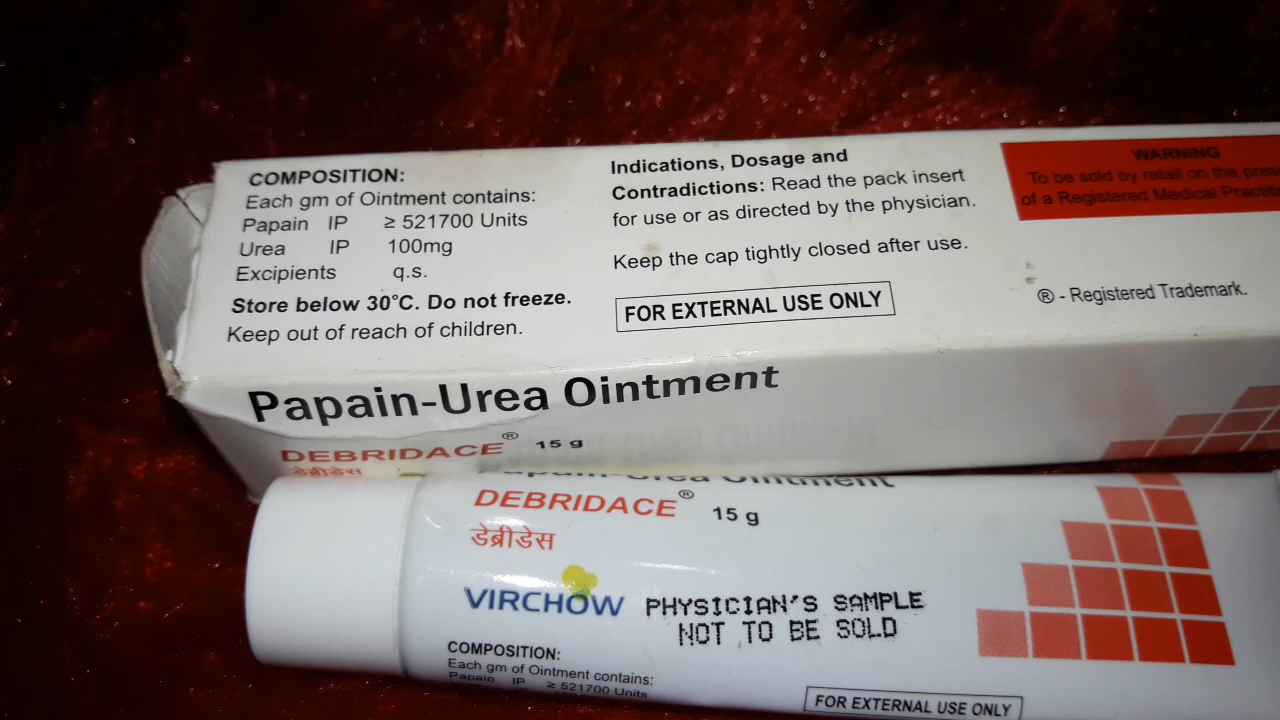 COMPOSITION:
Each gm of Ointment contains:
Papain IP ≥ 521700 Units
Urea IP 100mg
Excipients q.s.
Store below 30°C. Do not freeze.
Keep out of reach of children.
Indications, Dosage and
Contradictions: Read the pack insert
for use or as directed by the physician.
Keep the cap tightly closed after use.
FOR EXTERNAL USE ONLY
WARNING
To be sold by retail on the
of a Registered Medical
® - Registered Trademark.
Papain-Urea Ointment
DEBRIDACE® 15 g
डेब्रीडेस
Ointment
DEBRIDACE® 15 g
डेब्रीडेस
VIRCHOW
PHYSICIAN'S SAMPLE
NOT TO BE SOLD
COMPOSITION:
Each gm of Ointment contains:
Papain IP ≥ 521700 Units
FOR EXTERNAL USE ONLY